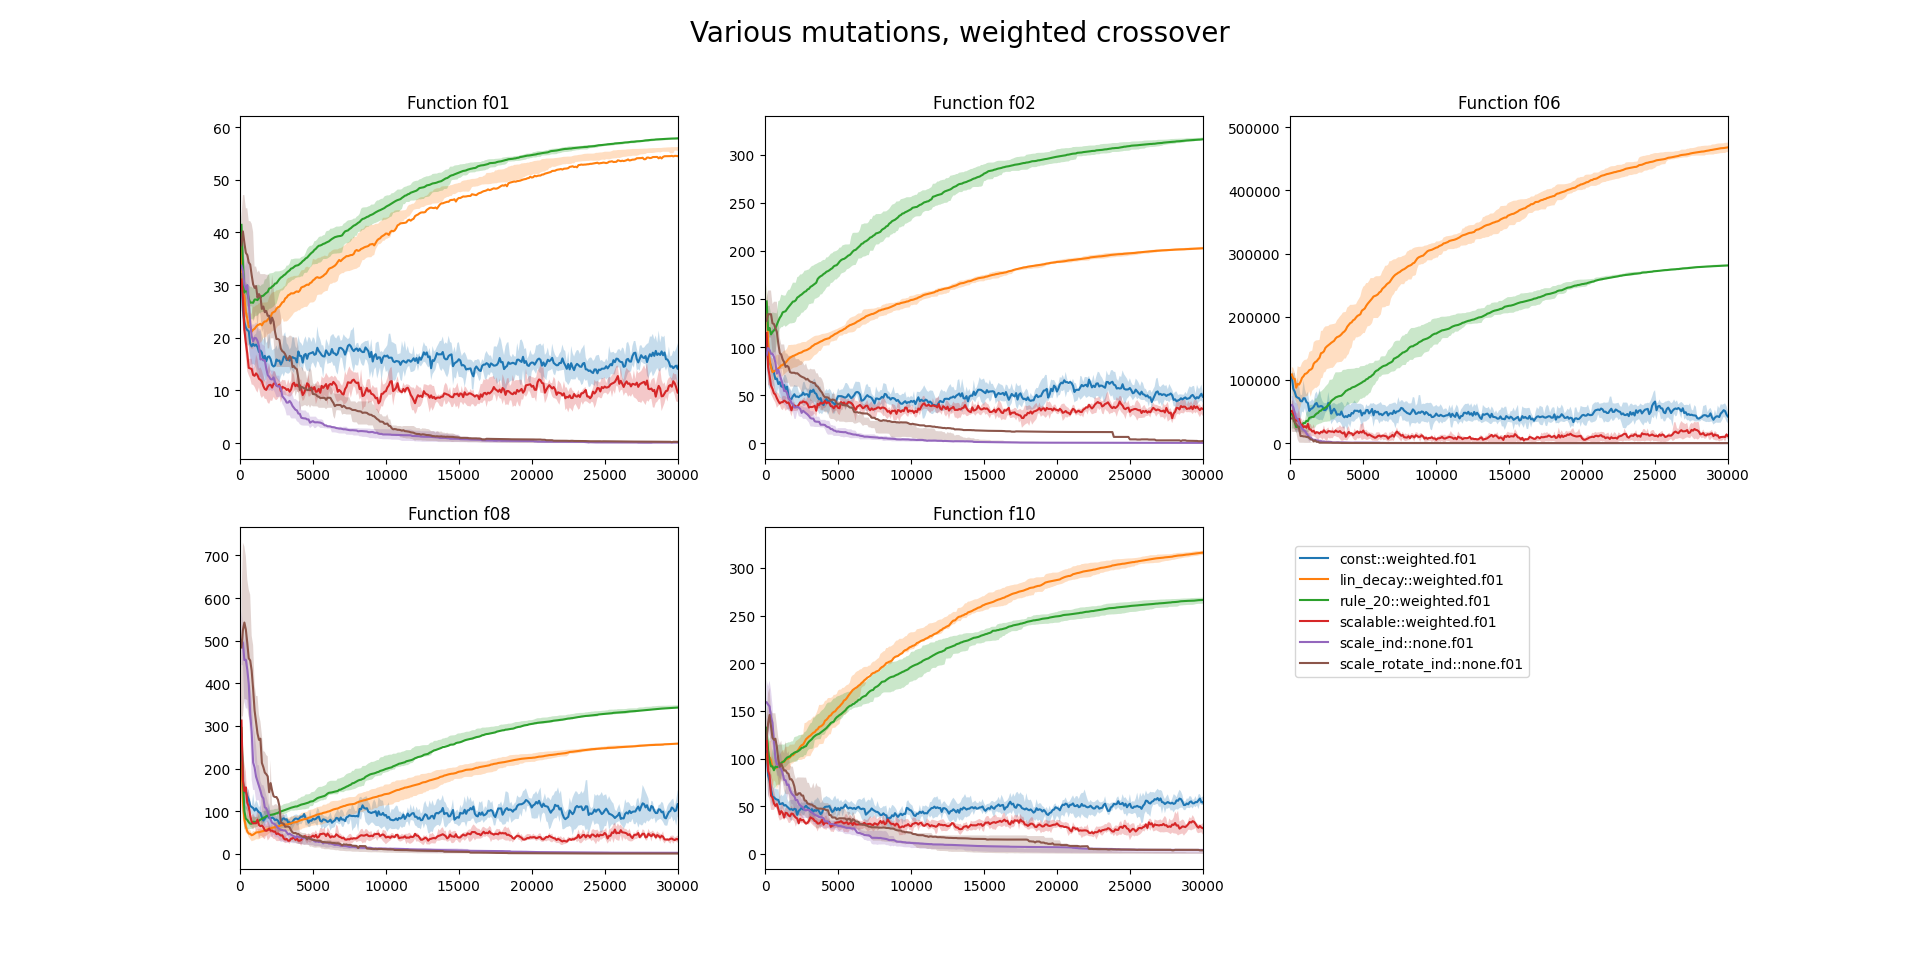 Various mutations, weighted crossover
Function f01
60
50
40
30
20
10
0
0 5000 10000 15000 20000 25000 30000
Function f02
300
250
200
150
100
50
0
0 5000 10000 15000 20000 25000 30000
Function f06
500000
400000
300000
200000
100000
0
0 5000 10000 15000 20000 25000 30000
Function f08
700
600
500
400
300
200
100
0
0 5000 10000 15000 20000 25000 30000
Function f10
300
250
200
150
100
50
0
0 5000 10000 15000 20000 25000 30000
const::weighted.f01
lin_decay::weighted.f01
rule_20::weighted.f01
scalable::weighted.f01
scale_ind::none.f01
scale_rotate_ind::none.f01